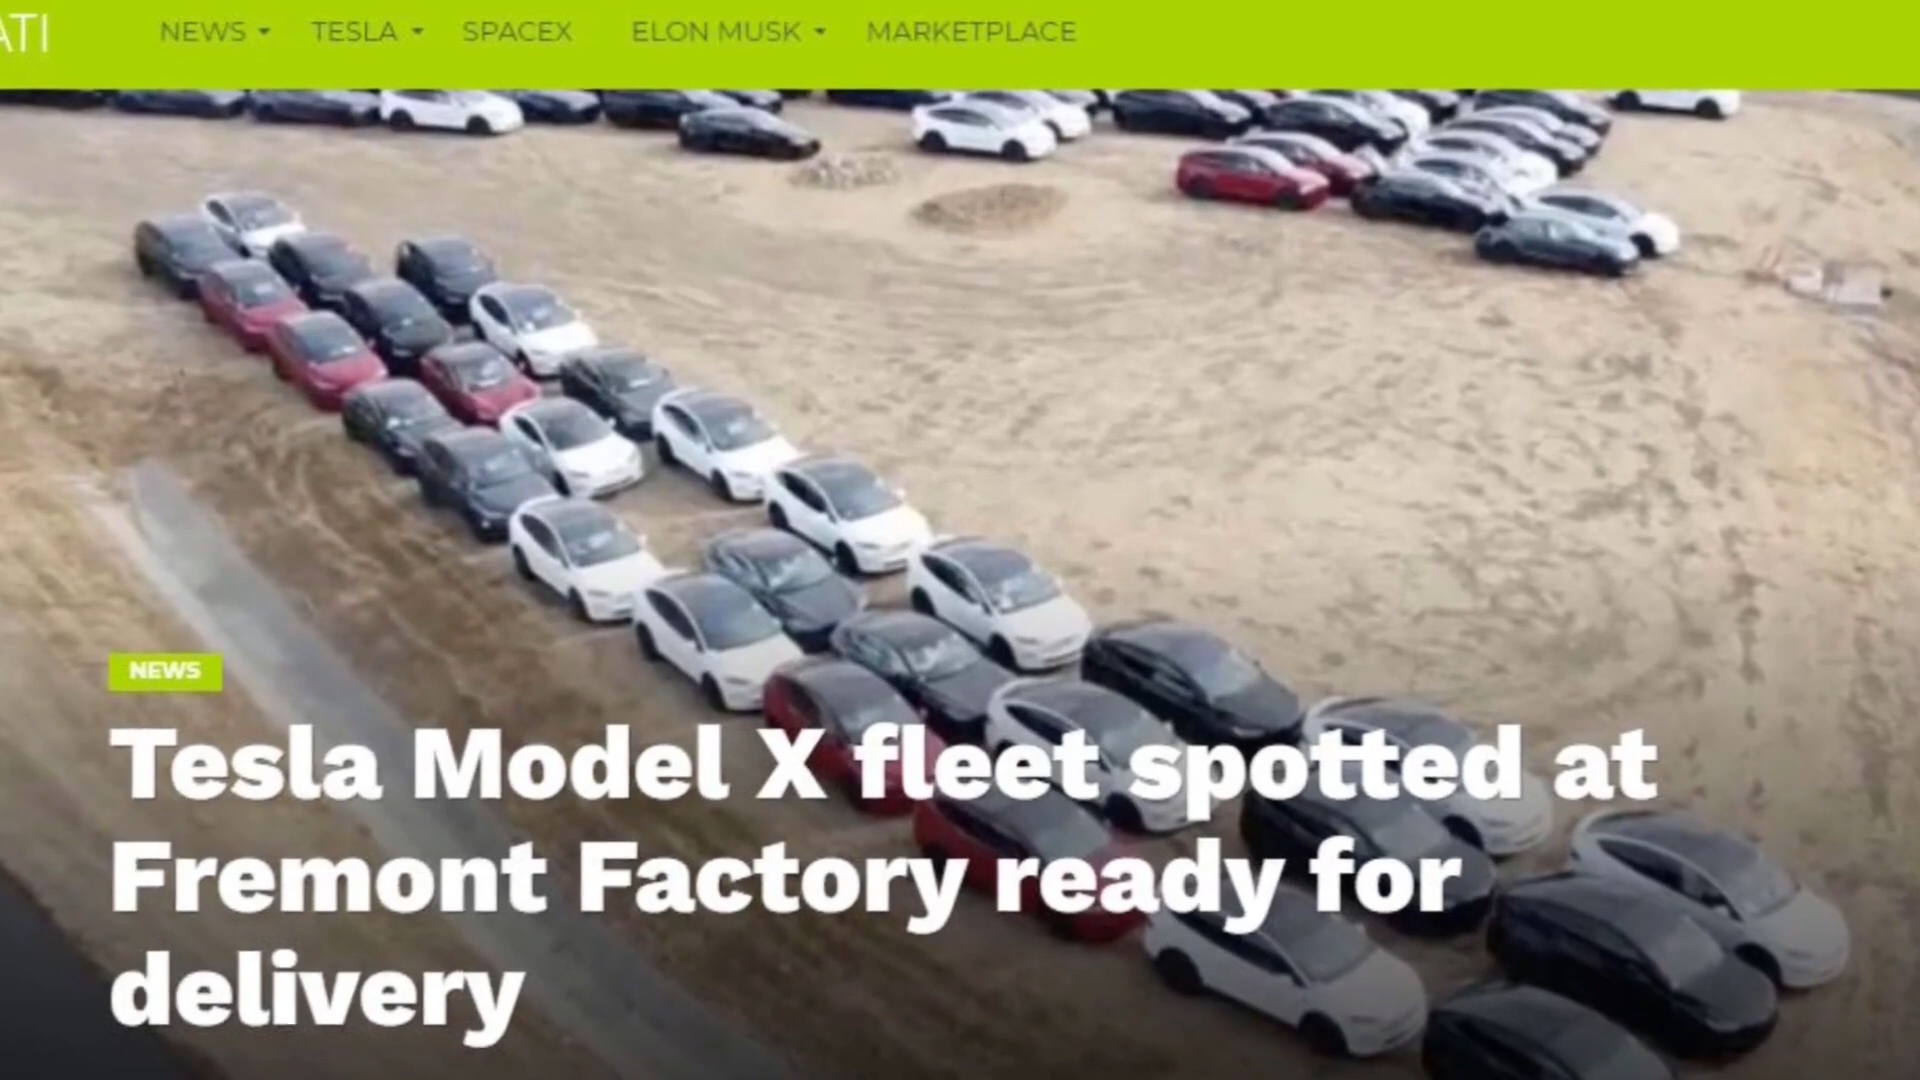 ATI
NEWS
TESLA
SPACEX
ELON MUSK
MARKETPLACE
NEWS
Tesla Model X fleet spotted at
Fremont Factory ready for
delivery